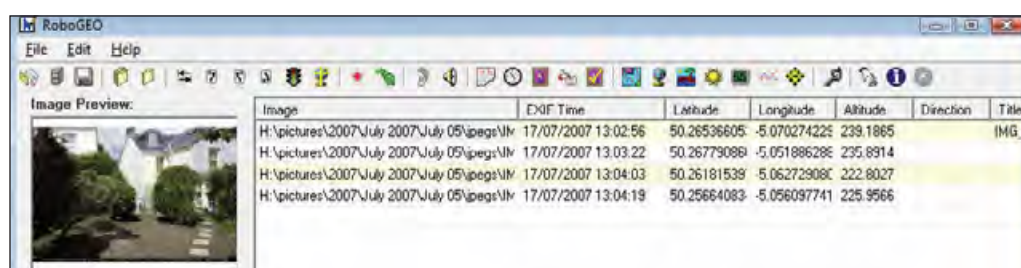 RoboGEO
File Edit Help
Image Preview:
Image EXIF Time Latitude Longitude Altitude Direction Title
H:\pictures\2007\July 2007\July 05\jpegs\IM 17/07/2007 13:02:56 50.26536605 -5.070274229 239.1865 IMG_
H:\pictures\2007\July 2007\July 05\jpegs\IM 17/07/2007 13:03:22 50.26779086 -5.051886286 235.8914
H:\pictures\2007\July 2007\July 05\jpegs\IM 17/07/2007 13:04:03 50.26181539 -5.06272908 222.8027
H:\pictures\2007\July 2007\July 05\jpegs\IM 17/07/2007 13:04:19 50.25664083 -5.056097741 225.9566